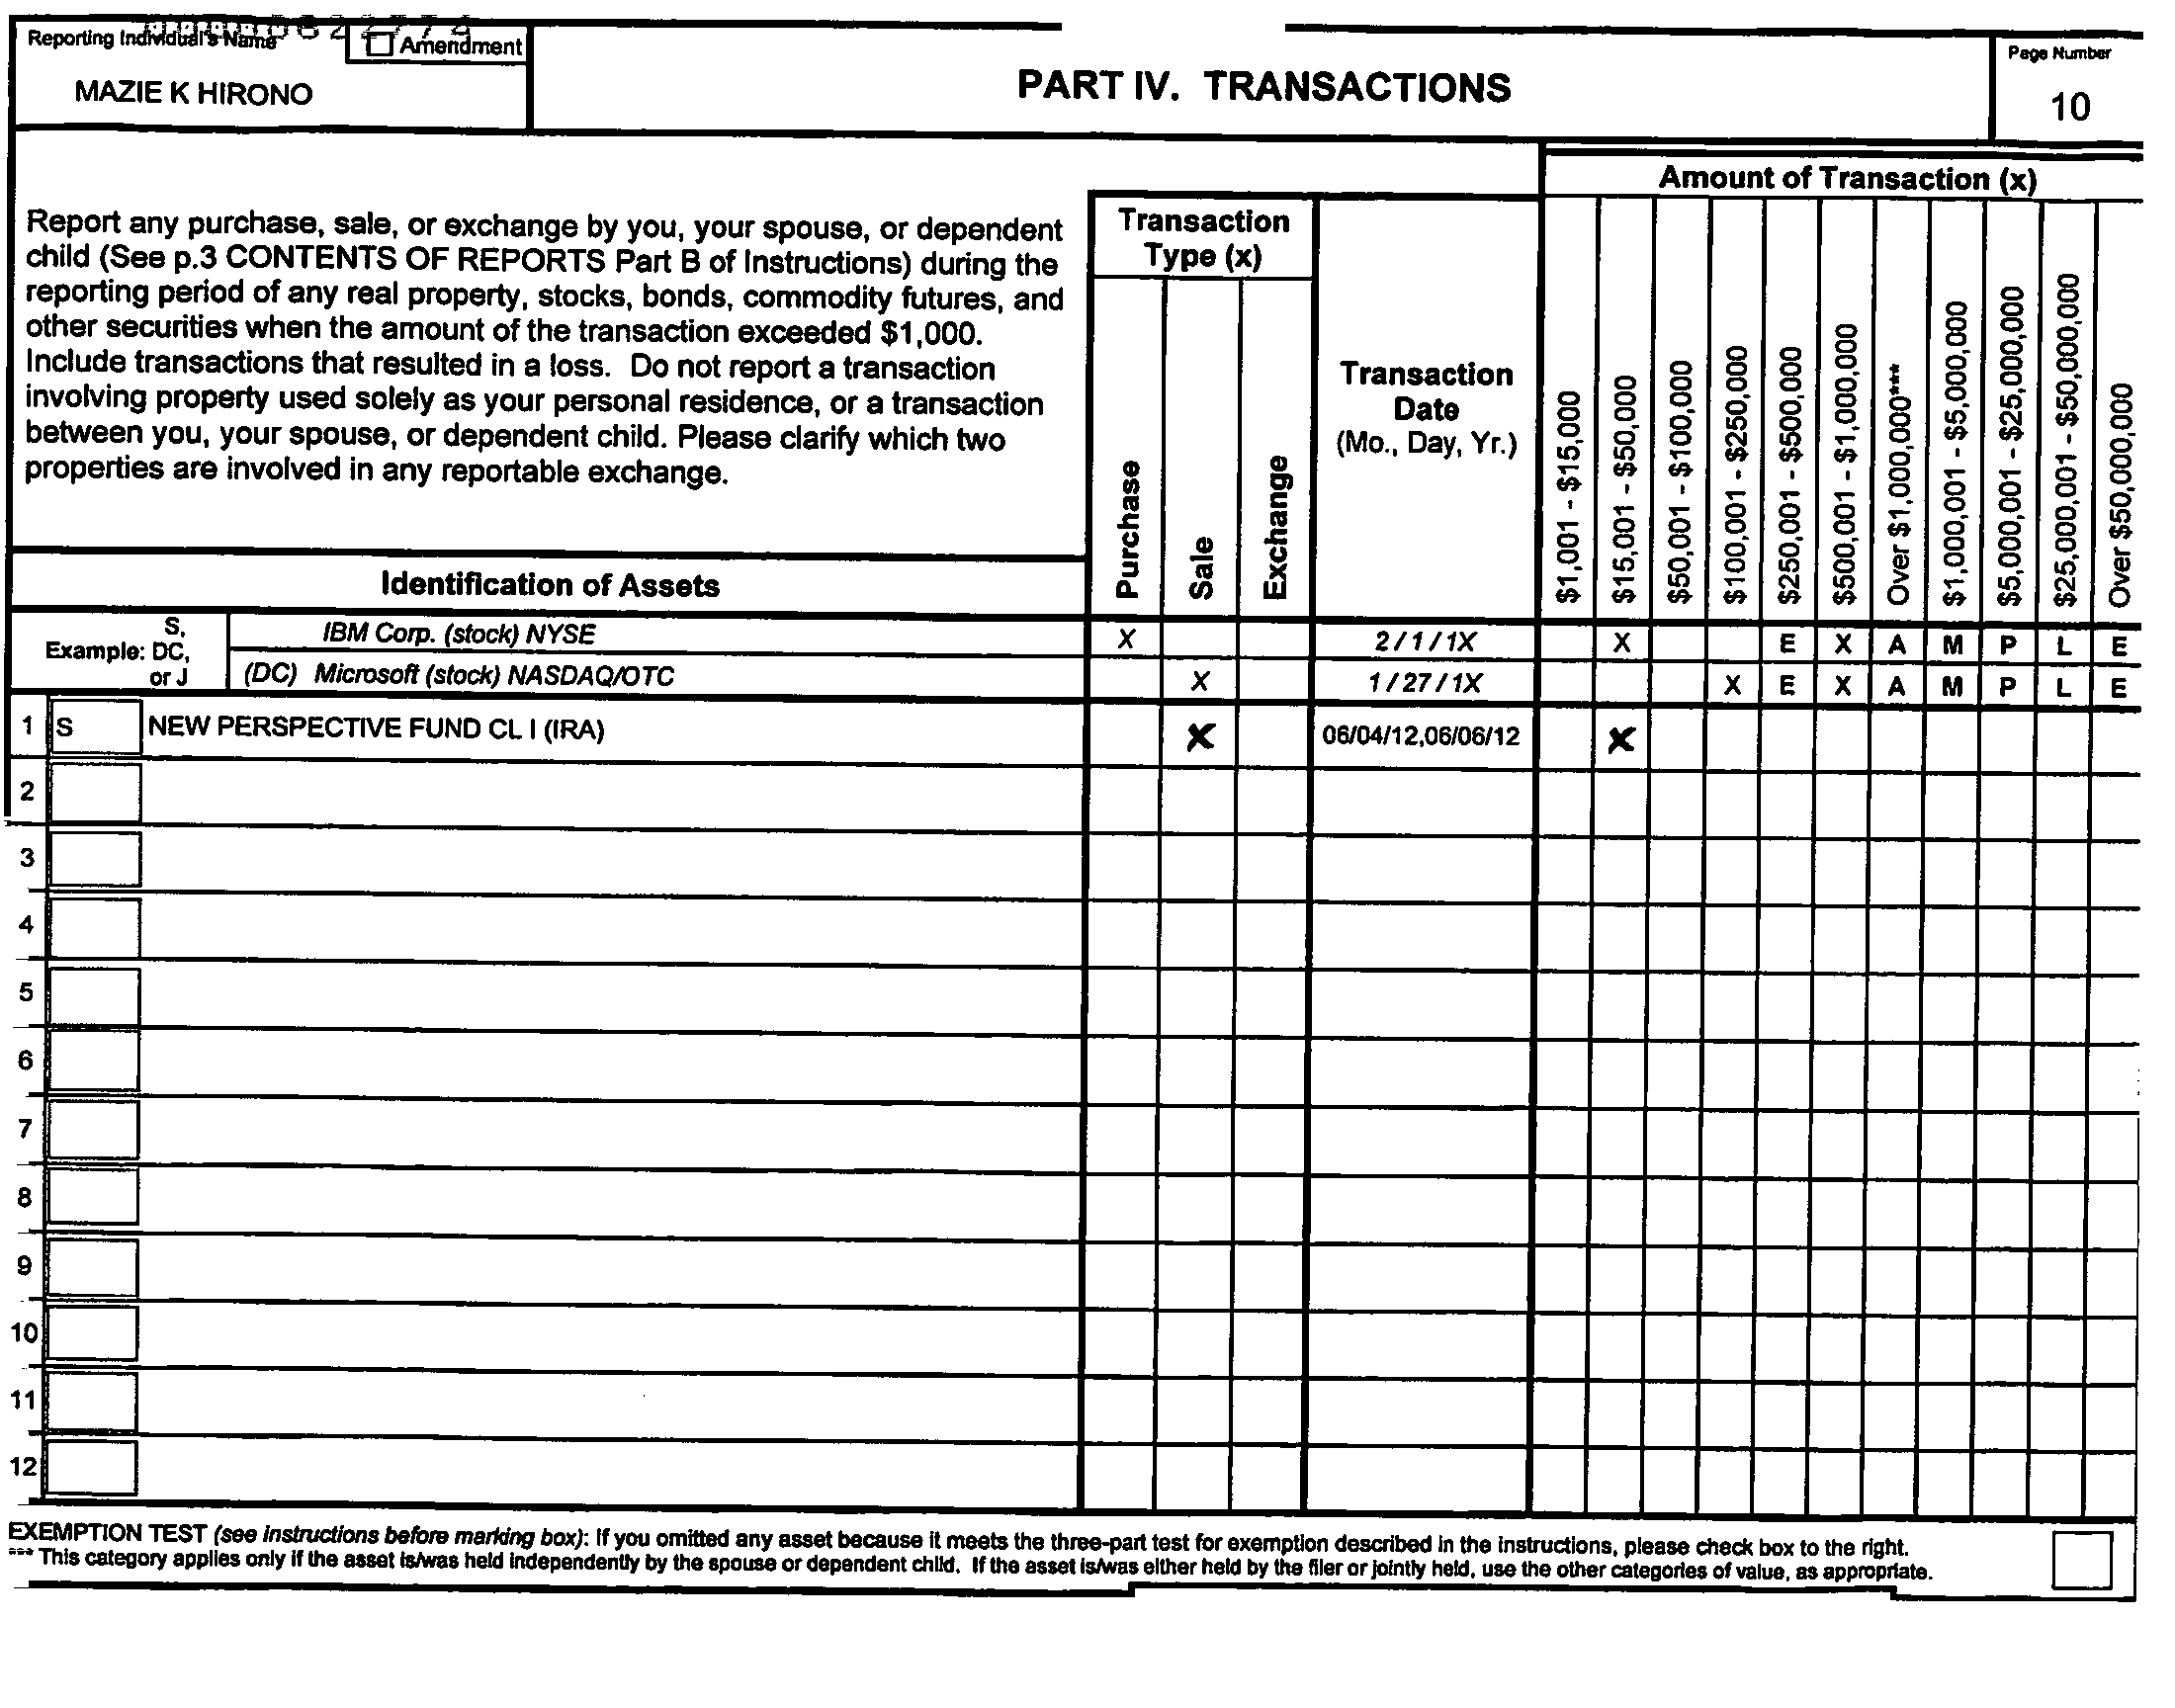 Reporting Individual's Name
Amendment
MAZIE K HIRONO
PART IV. TRANSACTIONS
Page Number
10
Report any purchase, sale, or exchange by you, your spouse, or dependent
child (See p.3 CONTENTS OF REPORTS Part B of Instructions) during the
reporting period of any real property, stocks, bonds, commodity futures, and
other securities when the amount of the transaction exceeded $1,000.
Include transactions that resulted in a loss. Do not report a transaction
involving property used solely as your personal residence, or a transaction
between you, your spouse, or dependent child. Please clarify which two
properties are involved in any reportable exchange.
Identification of Assets
Transaction
Type (x)
Purchase
Sale
Exchange
Transaction
Date
(Mo., Day, Yr.)
Amount of Transaction (x)
$1,001 - $15,000
$15,001 - $50,000
$50,001 - $100,000
$100,001 - $250,000
$250,001 - $500,000
$500,001 - $1,000,000
Over $1,000,000***
$1,000,001 - $5,000,000
$5,000,001 - $25,000,000
$25,000,001 - $50,000,000
Over $50,000,000
Example: S,
DC,
or J
IBM Corp. (stock) NYSE X 2 / 1 / 1X X E X A M P L E
(DC) Microsoft (stock) NASDAQ/OTC X 1 / 27 / 1X X E X A M P L E
1 S NEW PERSPECTIVE FUND CL I (IRA) X 06/04/12,06/06/12 X
2
3
4
5
6
7
8
9
10
11
12
EXEMPTION TEST (see instructions before marking box): If you omitted any asset because it meets the three-part test for exemption described in the instructions, please check box to the right.
*** This category applies only if the asset is/was held independently by the spouse or dependent child. If the asset is/was either held by the filer or jointly held, use the other categories of value, as appropriate.